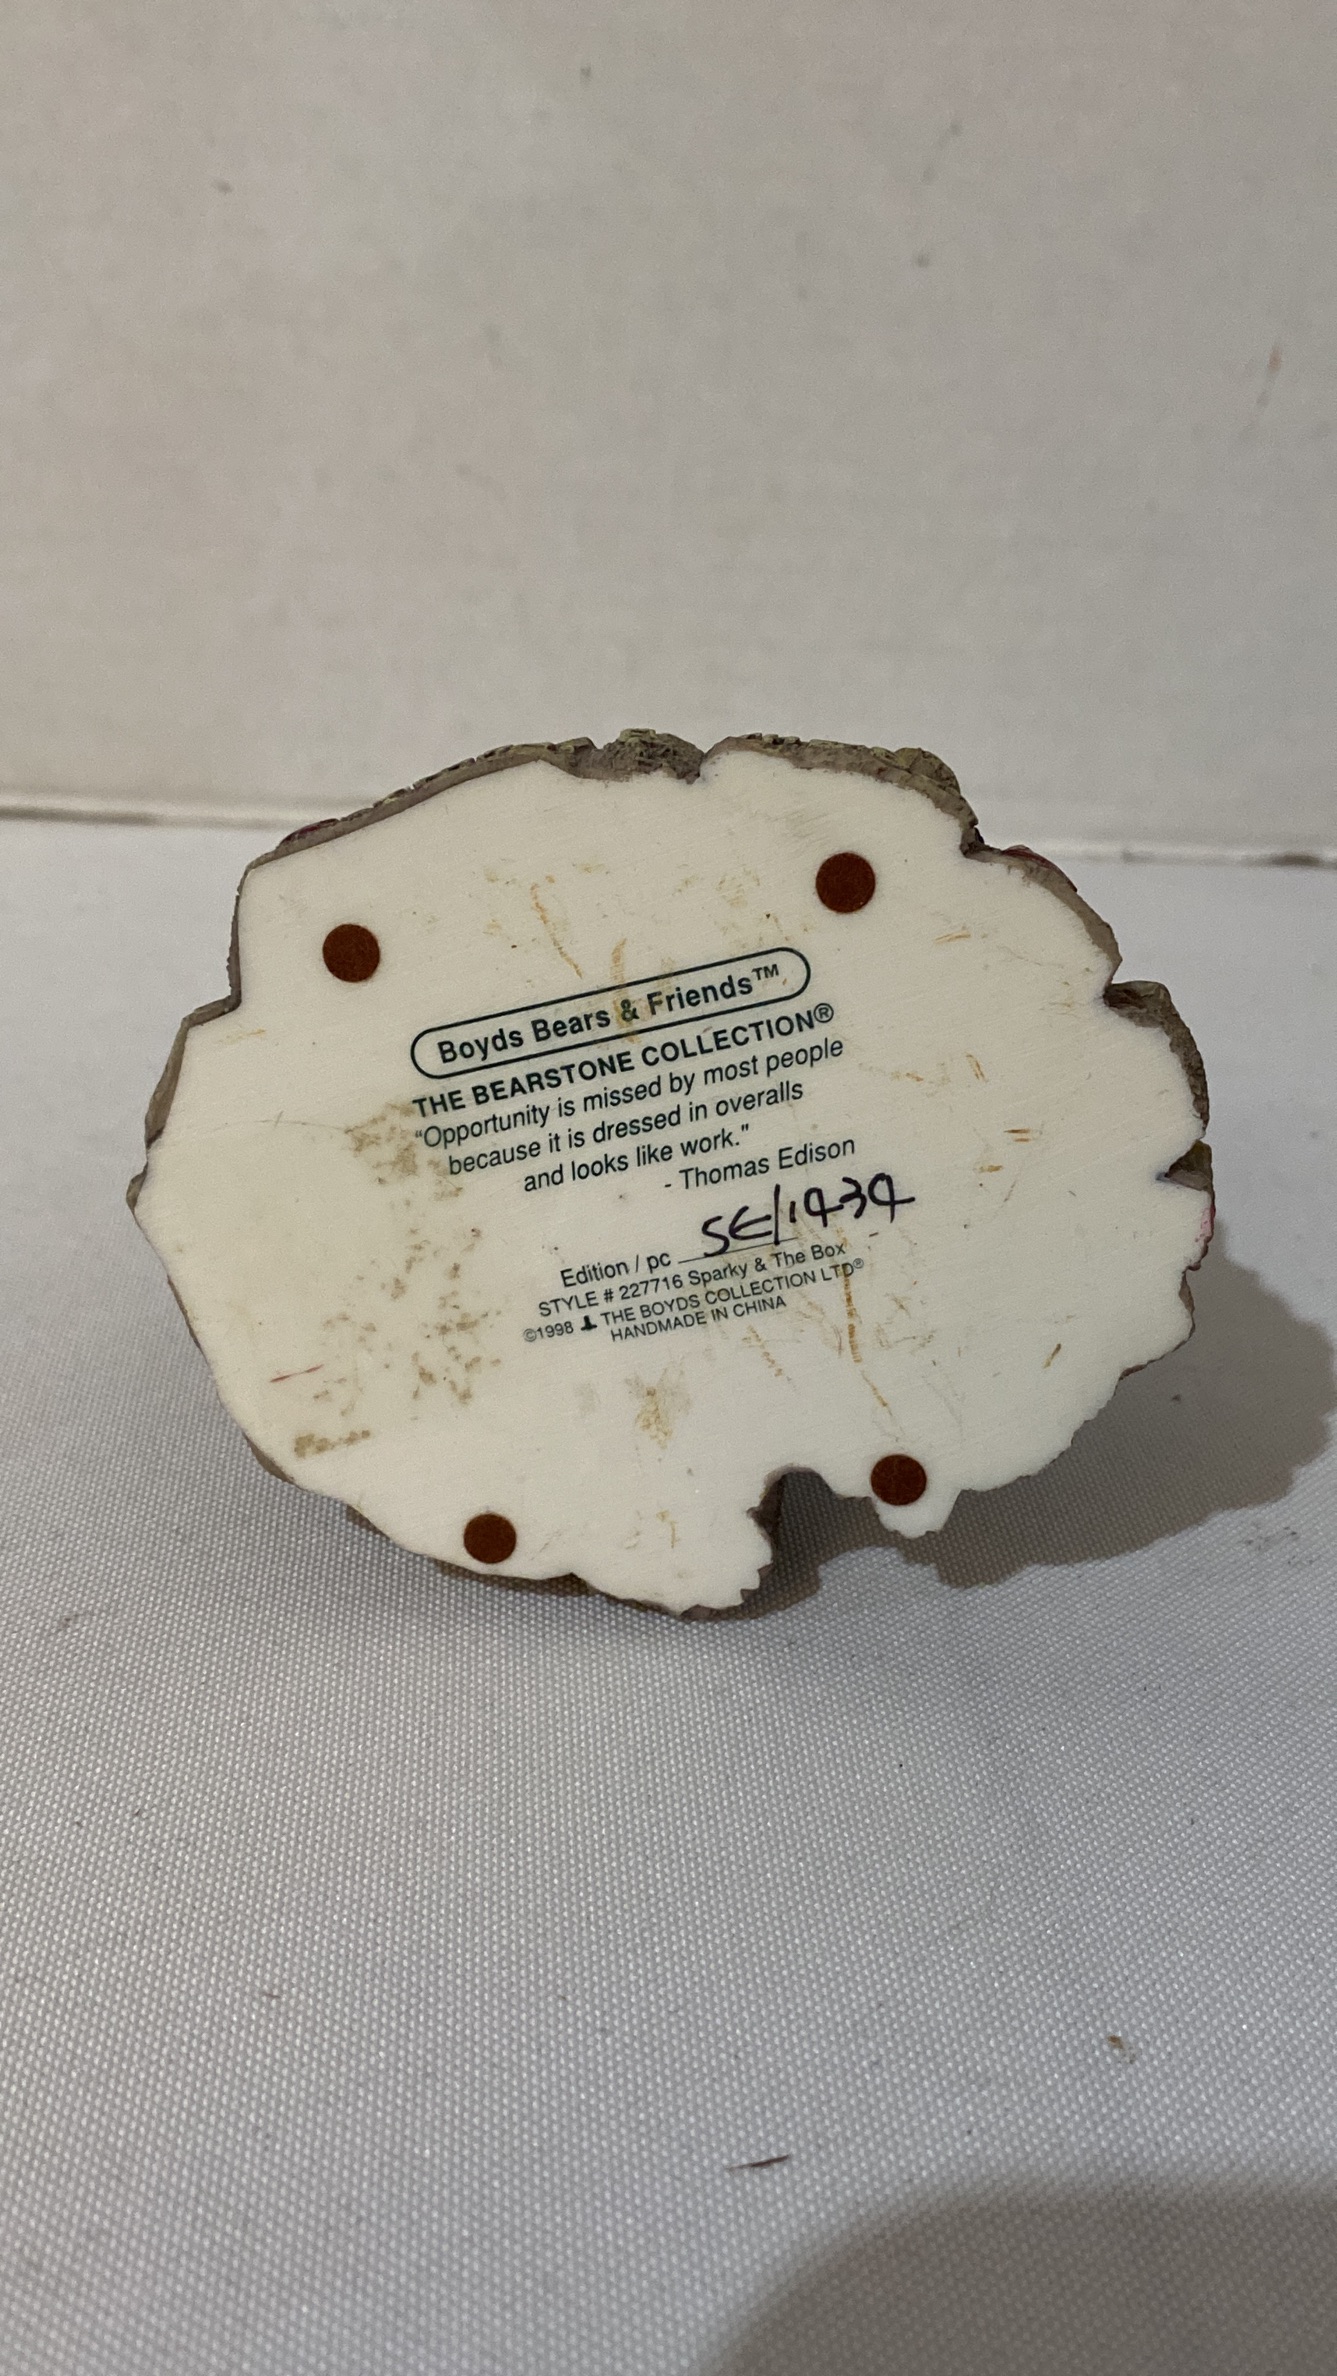 Boyds Bears & Friends™
THE BEARSTONE COLLECTION®
“Opportunity is missed by most people
because it is dressed in overalls
and looks like work."
- Thomas Edison
Edition / pc SE/1434
STYLE # 227716 Sparky & The Box
©1998 THE BOYDS COLLECTION LTD®
HANDMADE IN CHINA